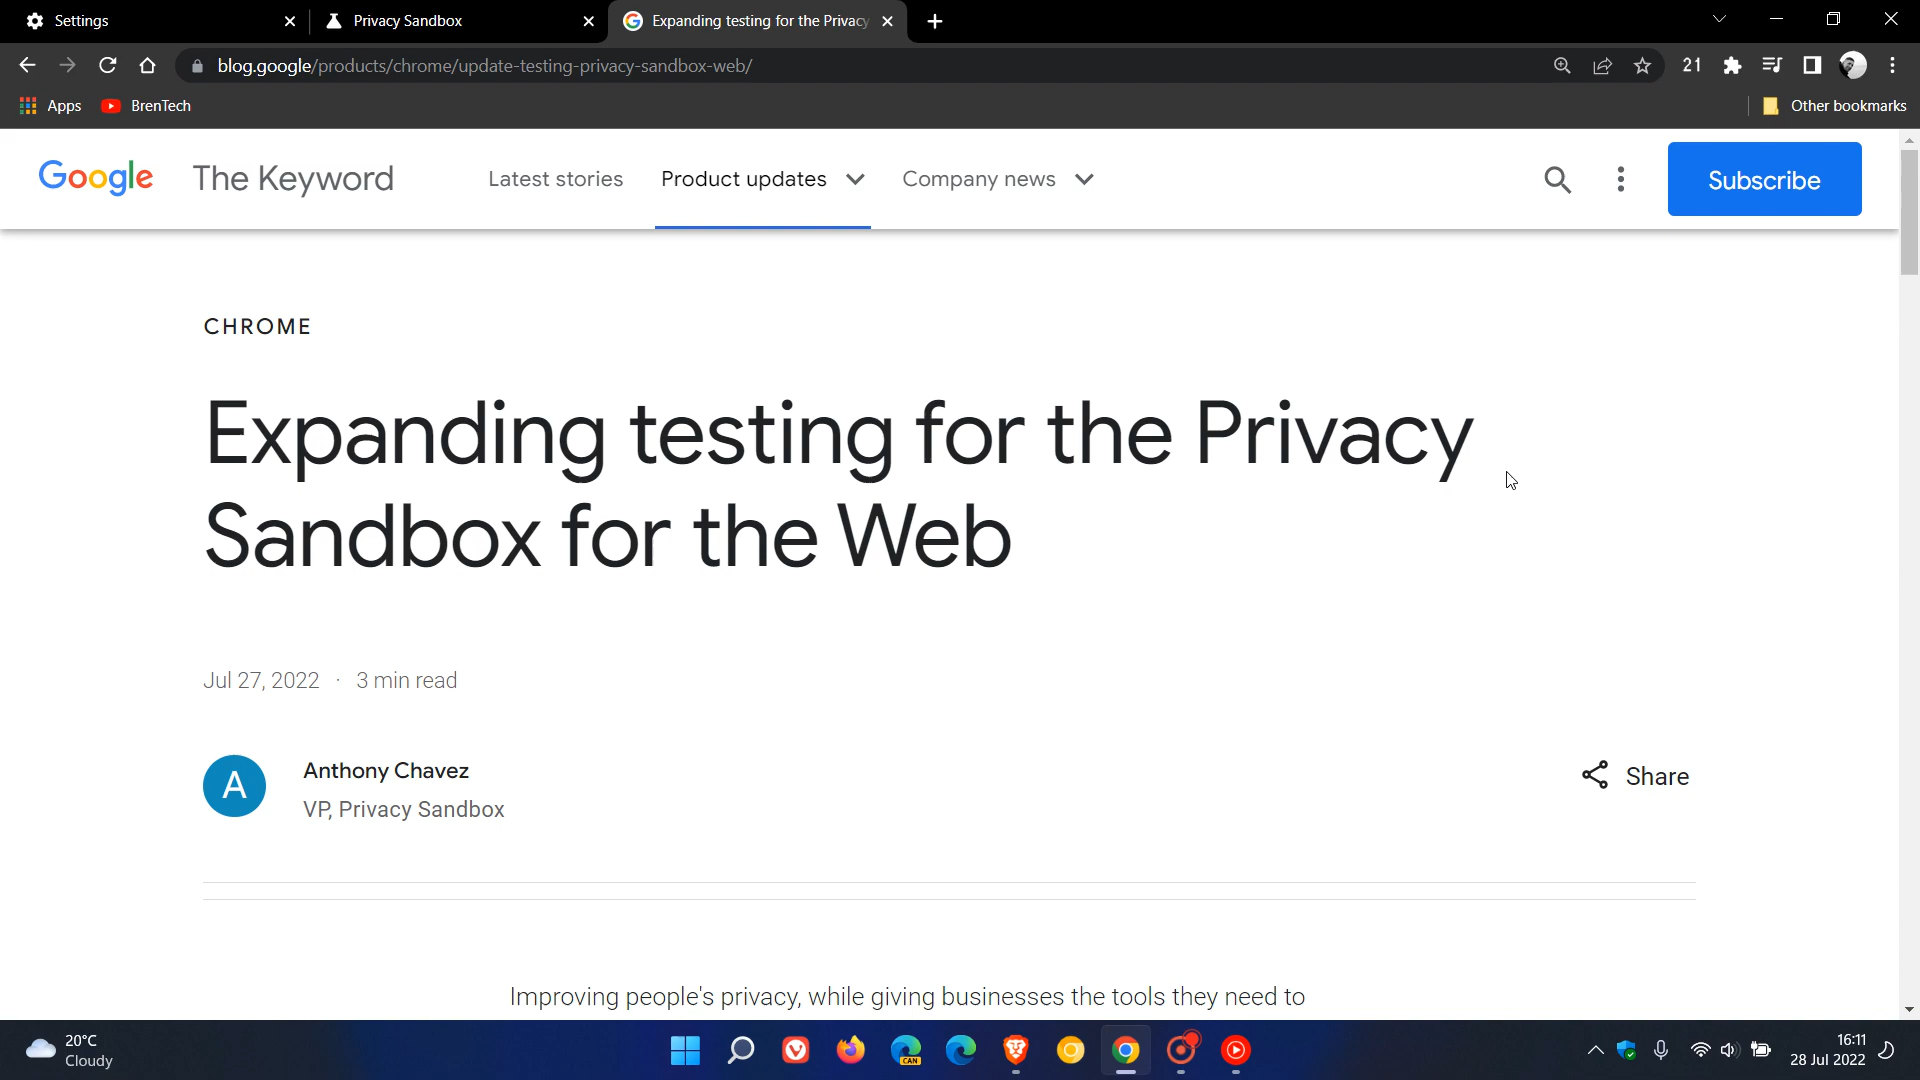 Settings
Privacy Sandbox
Expanding testing for the Privacy
blog.google/products/chrome/update-testing-privacy-sandbox-web/
21
Apps
BrenTech
Other bookmarks
Google The Keyword
Latest stories
Product updates
Company news
Subscribe
CHROME
Expanding testing for the Privacy
Sandbox for the Web
Jul 27, 2022 · 3 min read
A
Anthony Chavez
VP, Privacy Sandbox
Share
Improving people's privacy, while giving businesses the tools they need to
20°C
Cloudy
CAN
16:11
28 Jul 2022